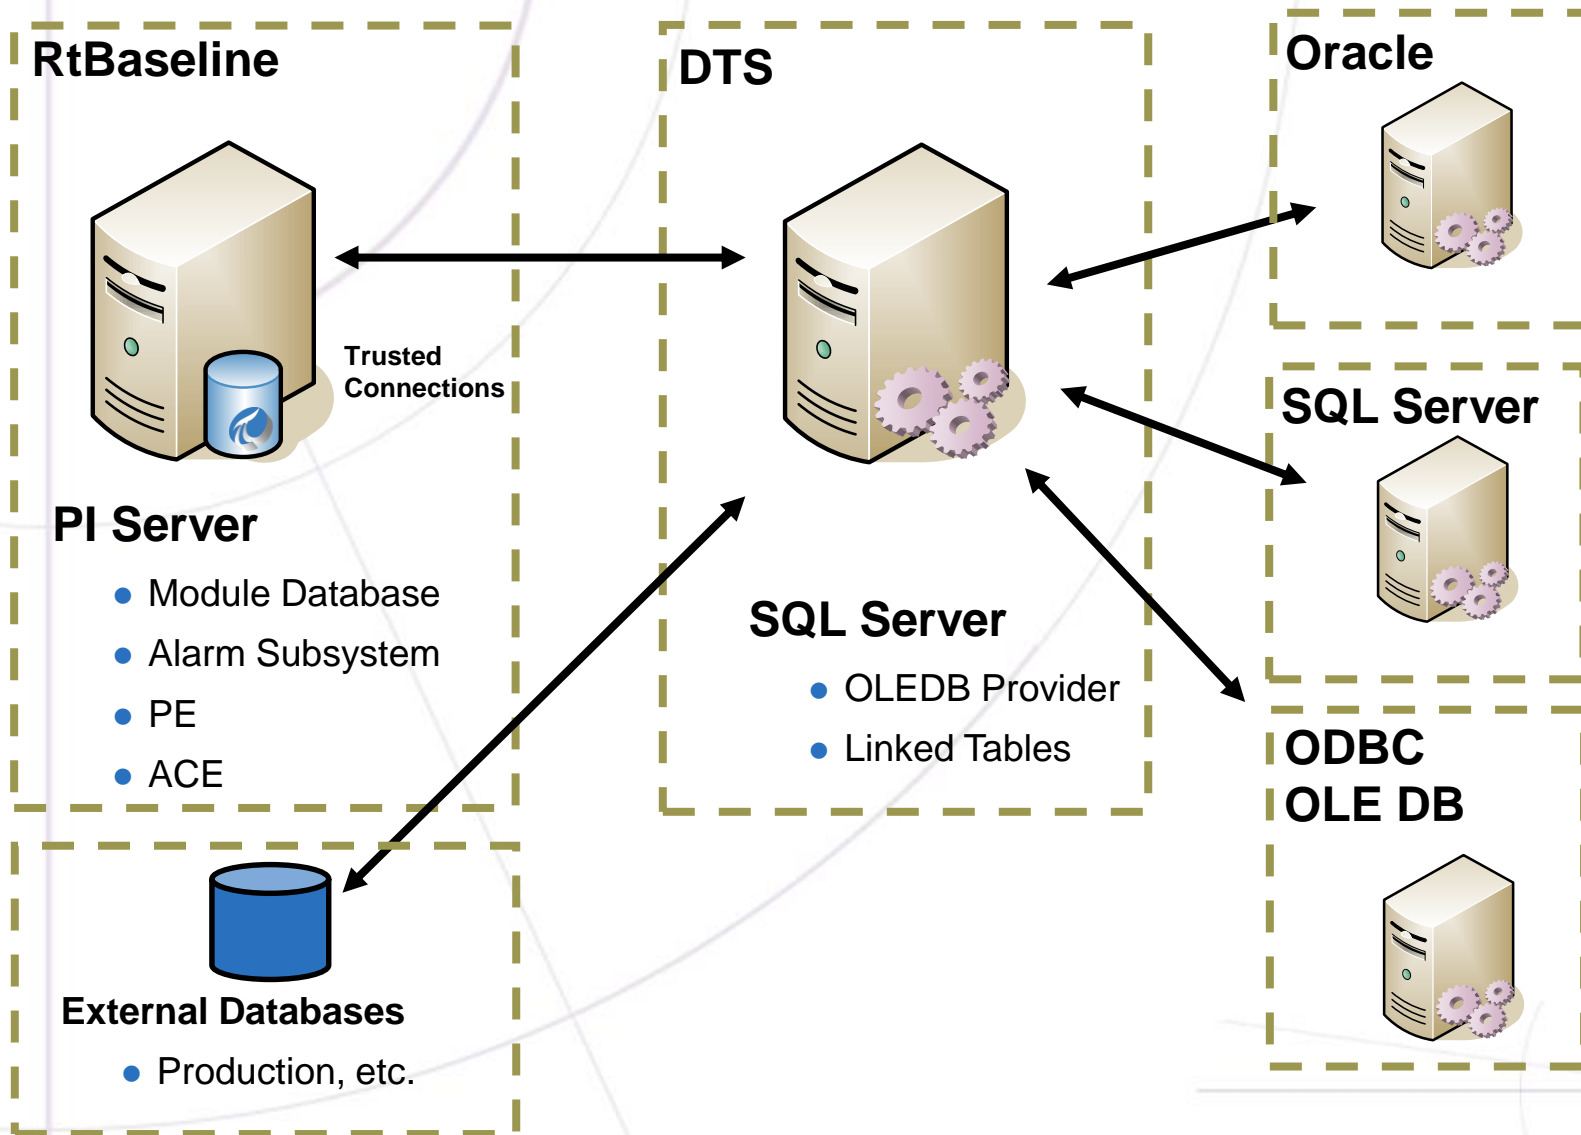 RtBaseline
Trusted
Connections
PI Server
Module Database
Alarm Subsystem
PE
ACE
External Databases
Production, etc.
DTS
SQL Server
OLEDB Provider
Linked Tables
Oracle
SQL Server
ODBC
OLE DB